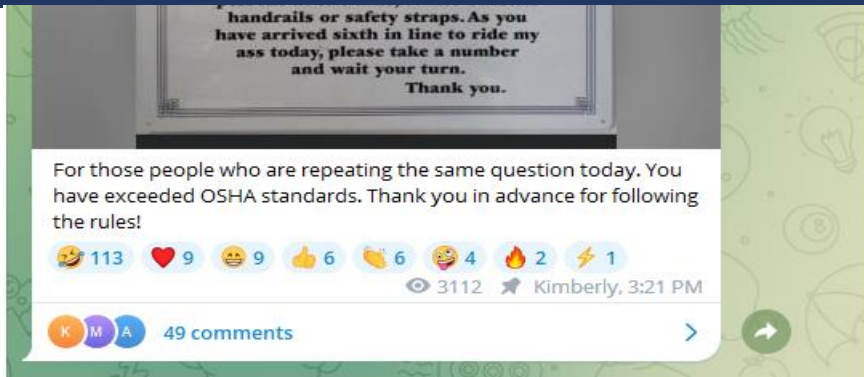 handrails or safety straps. As you
have arrived sixth in line to ride my
ass today, please take a number
and wait your turn.
Thank you.
For those people who are repeating the same question today. You
have exceeded OSHA standards. Thank you in advance for following
the rules!
113 9 9 6 6 4 2 1
3112 Kimberly, 3:21 PM
K M A 49 comments